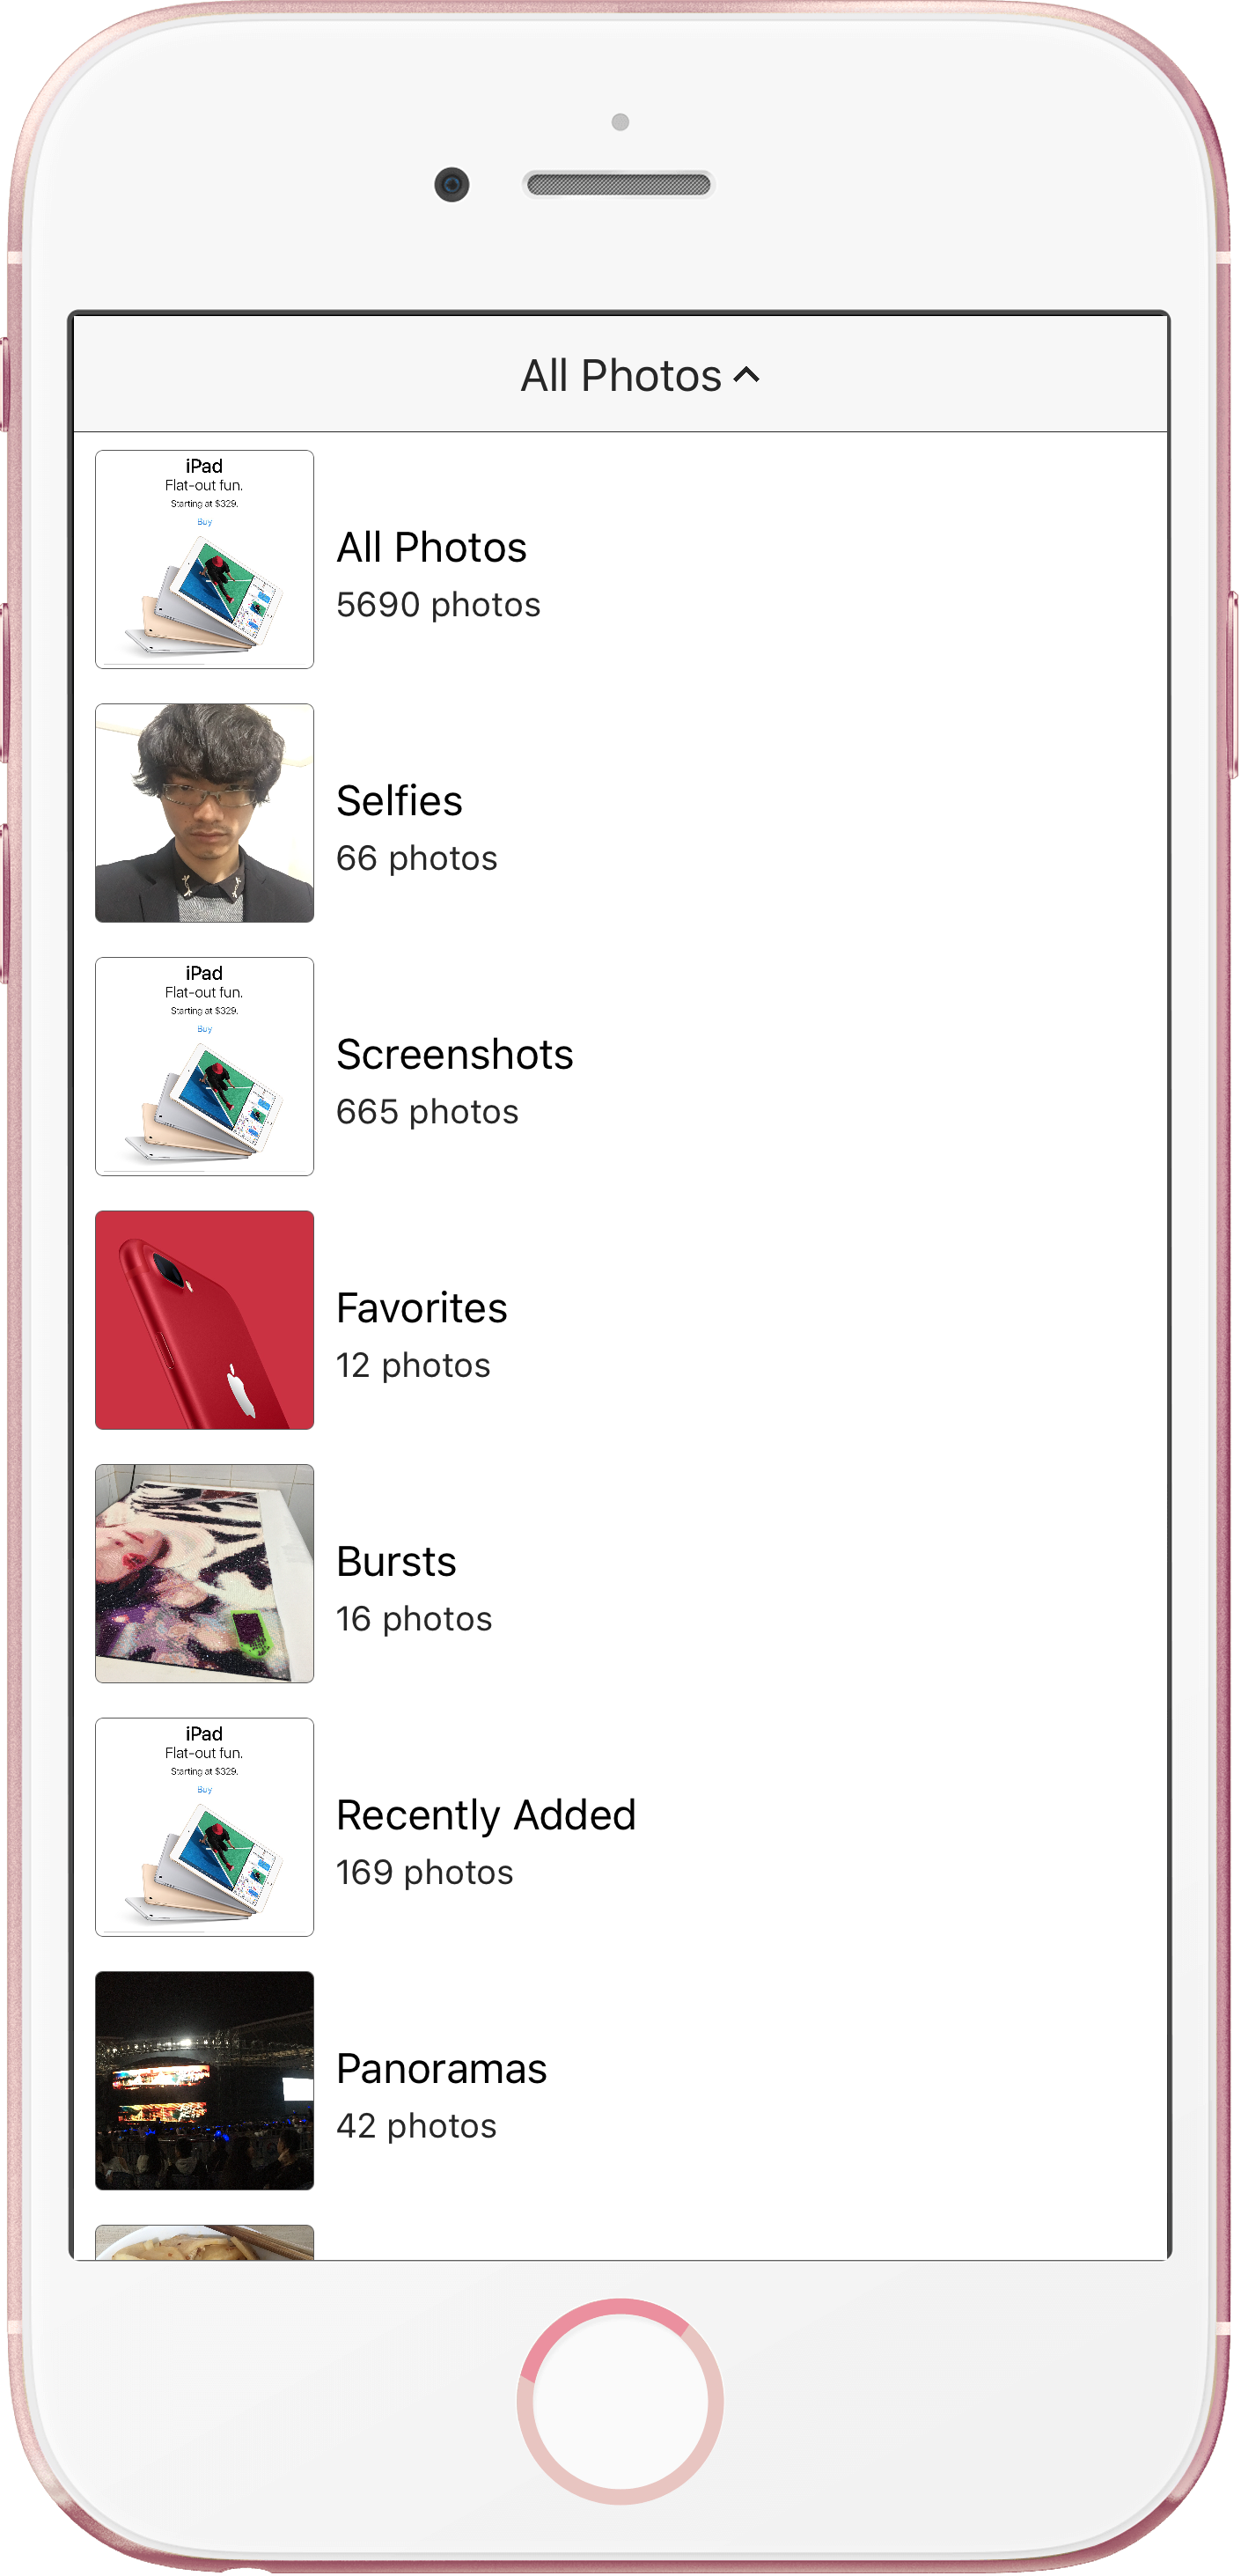 All Photos
iPad
Flat-out fun.
Starting at $329.
Buy
All Photos
5690 photos
Selfies
66 photos
iPad
Flat-out fun.
Starting at $329.
Buy
Screenshots
665 photos
Favorites
12 photos
Bursts
16 photos
iPad
Flat-out fun.
Starting at $329.
Buy
Recently Added
169 photos
Panoramas
42 photos